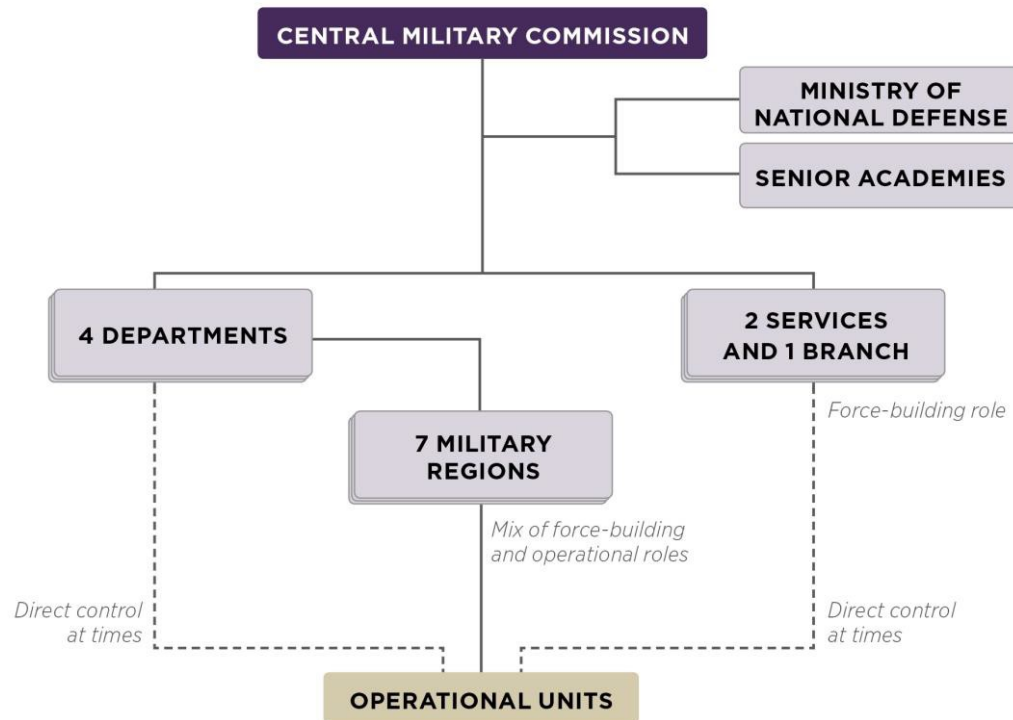 CENTRAL MILITARY COMMISSION
MINISTRY OF
NATIONAL DEFENSE
SENIOR ACADEMIES
4 DEPARTMENTS
2 SERVICES
AND 1 BRANCH
Force-building role
7 MILITARY
REGIONS
Mix of force-building
and operational roles
Direct control
at times
Direct control
at times
OPERATIONAL UNITS